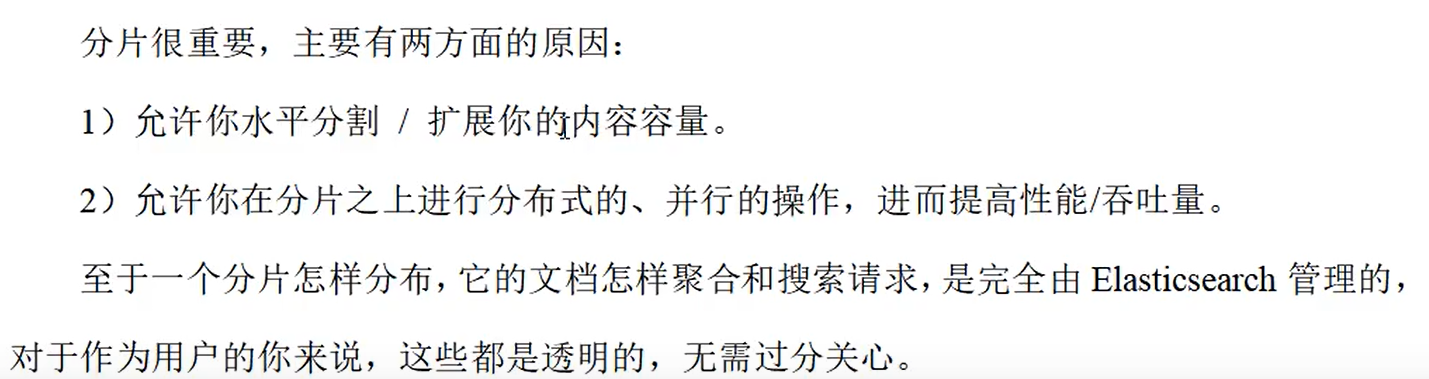 分片很重要，主要有两方面的原因：
1）允许你水平分割 / 扩展你的内容容量。
2）允许你在分片之上进行分布式的、并行的操作，进而提高性能/吞吐量。
至于一个分片怎样分布，它的文档怎样聚合和搜索请求，是完全由 Elasticsearch 管理的，
对于作为用户的你来说，这些都是透明的，无需过分关心。